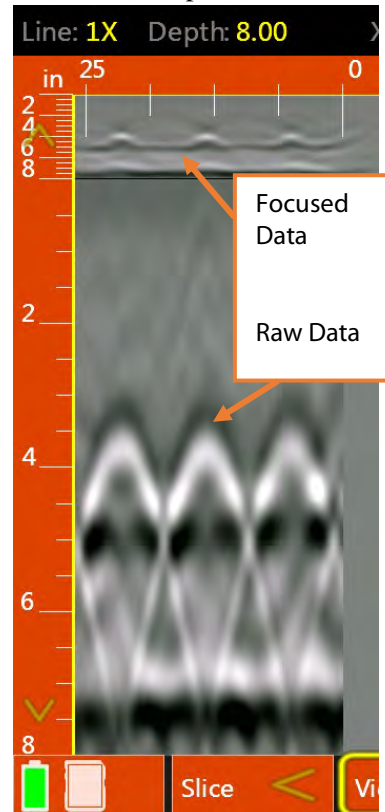 Line: 1X Depth: 8.00 X
in 25 0
2
4
6
8
Focused
Data
2
Raw Data
4
6
8
Slice